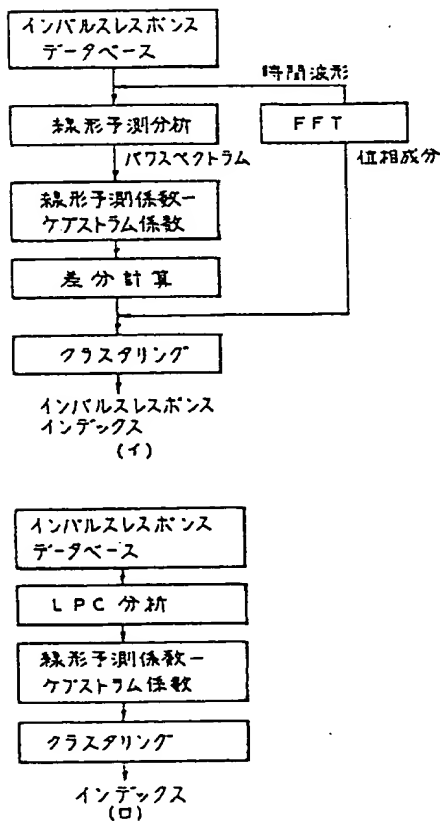 インパルスレスポンス
データベース
時間波形
線形予測分析
FFT
パワスペクトラム
位相成分
線形予測係数ー
ケプストラム係数
差分計算
クラスタリング
インパルスレスポンス
インデックス
(イ)
インパルスレスポンス
データベース
LPC分析
線形予測係数ー
ケプストラム係数
クラスタリング
インデックス
(ロ)